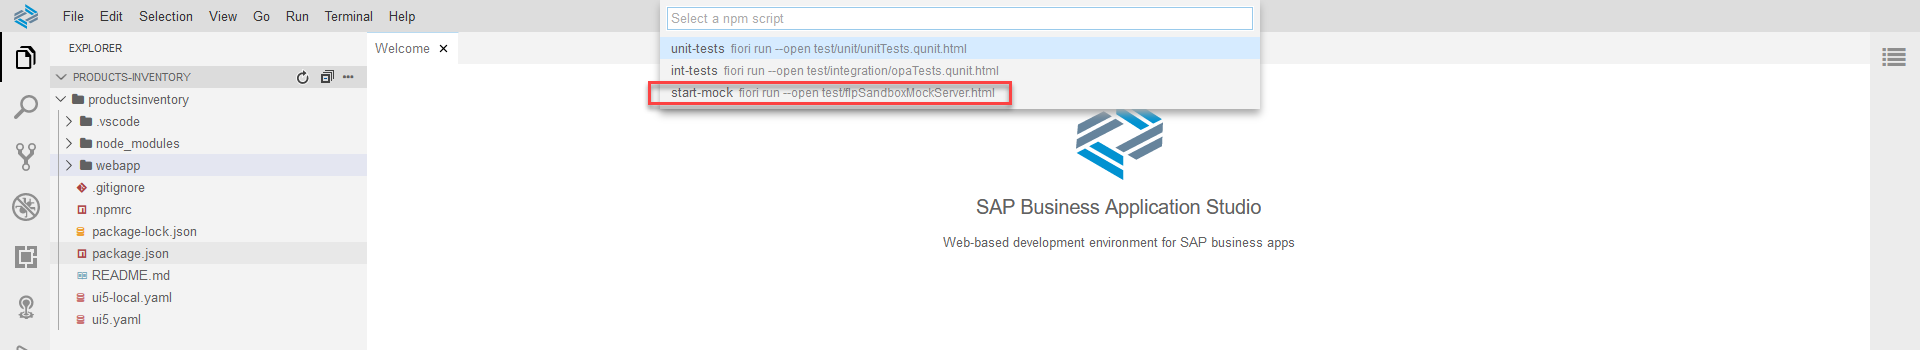 File Edit Selection View Go Run Terminal Help
Select a npm script
unit-tests fiori run --open test/unit/unitTests.qunit.html
int-tests fiori run --open test/integration/opaTests.qunit.html
start-mock fiori run --open test/flpSandboxMockServer.html
EXPLORER
PRODUCTS-INVENTORY
productsinventory
.vscode
node_modules
webapp
.gitignore
.npmrc
package-lock.json
package.json
README.md
ui5-local.yaml
ui5.yaml
Welcome
SAP Business Application Studio
Web-based development environment for SAP business apps